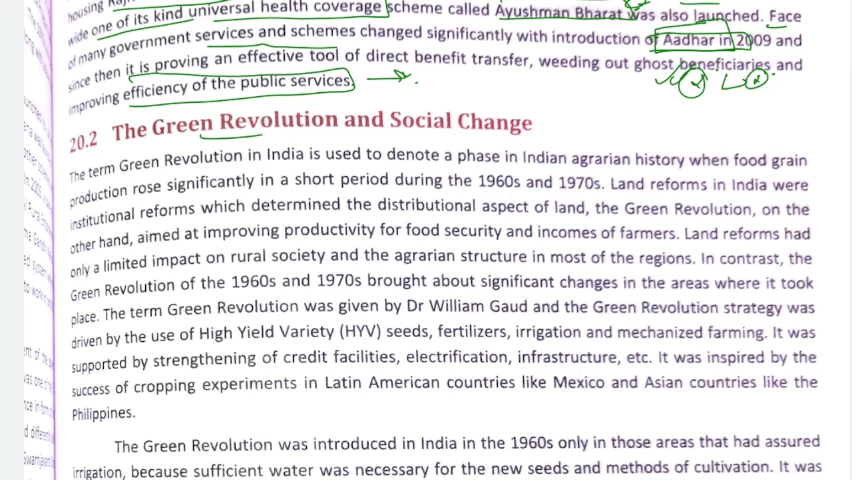 housing
wide one of its kind universal health coverage scheme called Ayushman Bharat was also launched. Face
of many government services and schemes changed significantly with introduction of Aadhar in 2009 and
since then it is proving an effective tool of direct benefit transfer, weeding out ghost beneficiaries and
improving efficiency of the public services.
20.2 The Green Revolution and Social Change
The term Green Revolution in India is used to denote a phase in Indian agrarian history when food grain
production rose significantly in a short period during the 1960s and 1970s. Land reforms in India were
institutional reforms which determined the distributional aspect of land, the Green Revolution, on the
other hand, aimed at improving productivity for food security and incomes of farmers. Land reforms had
only a limited impact on rural society and the agrarian structure in most of the regions. In contrast, the
Green Revolution of the 1960s and 1970s brought about significant changes in the areas where it took
place. The term Green Revolution was given by Dr William Gaud and the Green Revolution strategy was
driven by the use of High Yield Variety (HYV) seeds, fertilizers, irrigation and mechanized farming. It was
supported by strengthening of credit facilities, electrification, infrastructure, etc. It was inspired by the
success of cropping experiments in Latin American countries like Mexico and Asian countries like the
Philippines.
The Green Revolution was introduced in India in the 1960s only in those areas that had assured
irrigation, because sufficient water was necessary for the new seeds and methods of cultivation. It was